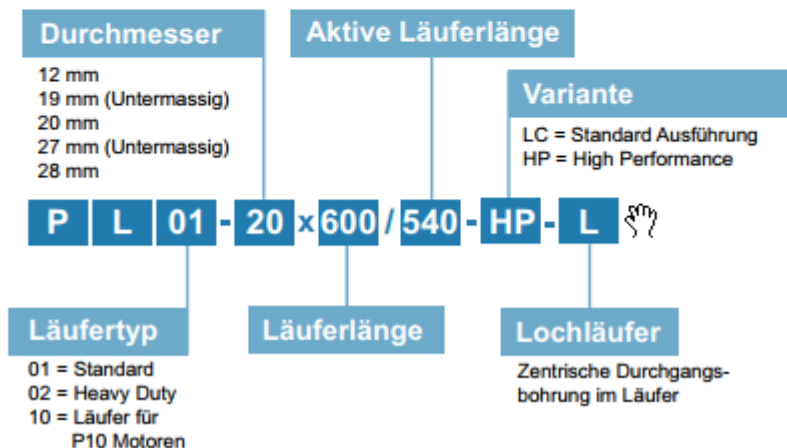 Durchmesser
12 mm
19 mm (Untermassig)
20 mm
27 mm (Untermassig)
28 mm
Aktive Läuferlänge
Variante
LC = Standard Ausführung
HP = High Performance
P L 01 - 20 x 600 / 540 - HP - L
Läufertyp
01 = Standard
02 = Heavy Duty
10 = Läufer für
P10 Motoren
Läuferlänge
Lochläufer
Zentrische Durchgangs-
bohrung im Läufer